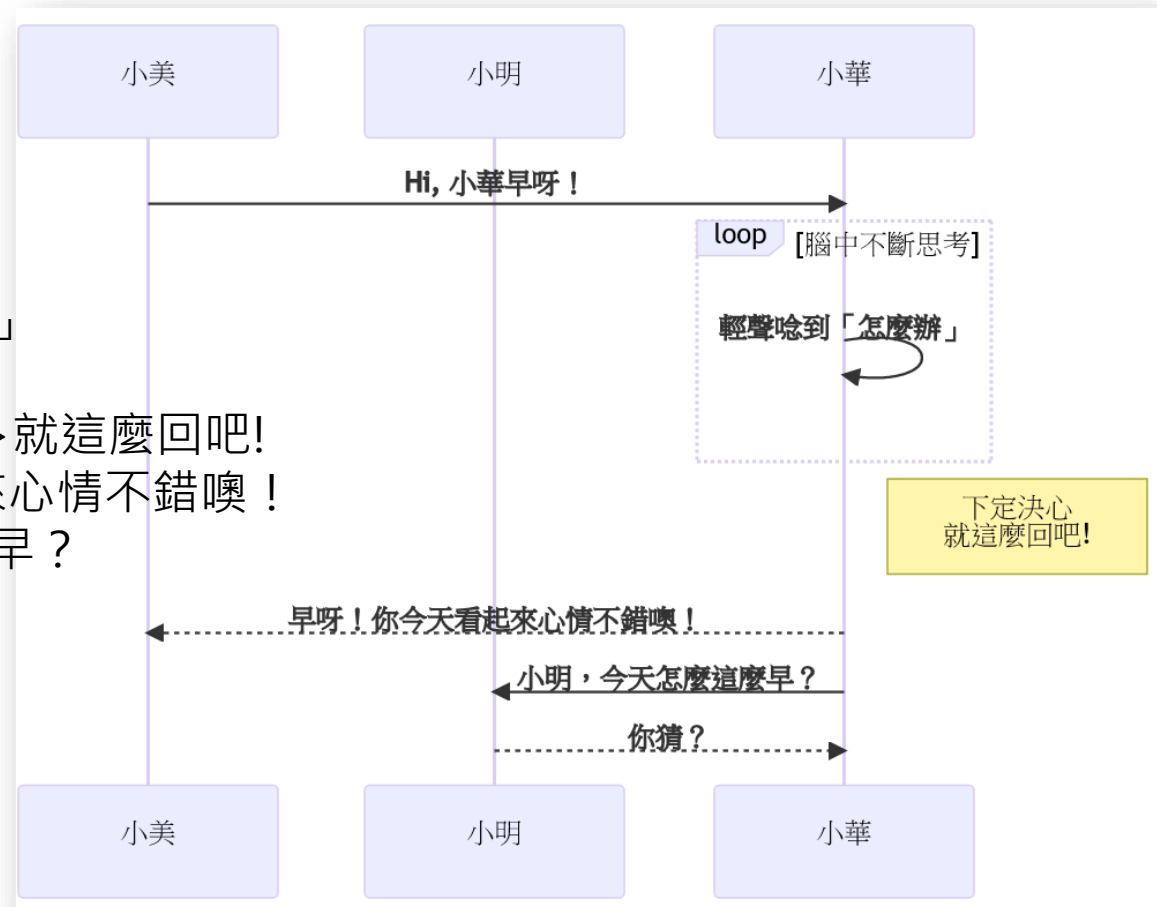 小美
小明
小華
Hi, 小華早呀！
loop
[腦中不斷思考]
輕聲唸到「怎麼辦」
」
就這麼回吧!
心情不錯噢！
早？
下定決心
就這麼回吧!
早呀！你今天看起來心情不錯噢！
小明，今天怎麼這麼早？
你猜？
小美
小明
小華